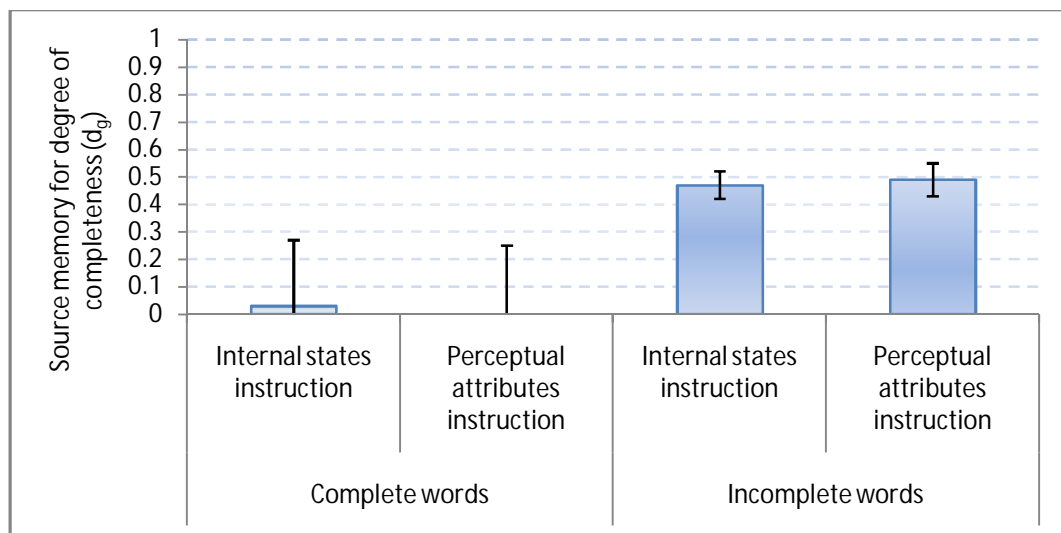 Source memory for degree of
completeness (dg)
1
0.9
0.8
0.7
0.6
0.5
0.4
0.3
0.2
0.1
0
Internal states
instruction
Perceptual
attributes
instruction
Internal states
instruction
Perceptual
attributes
instruction
Complete words
Incomplete words